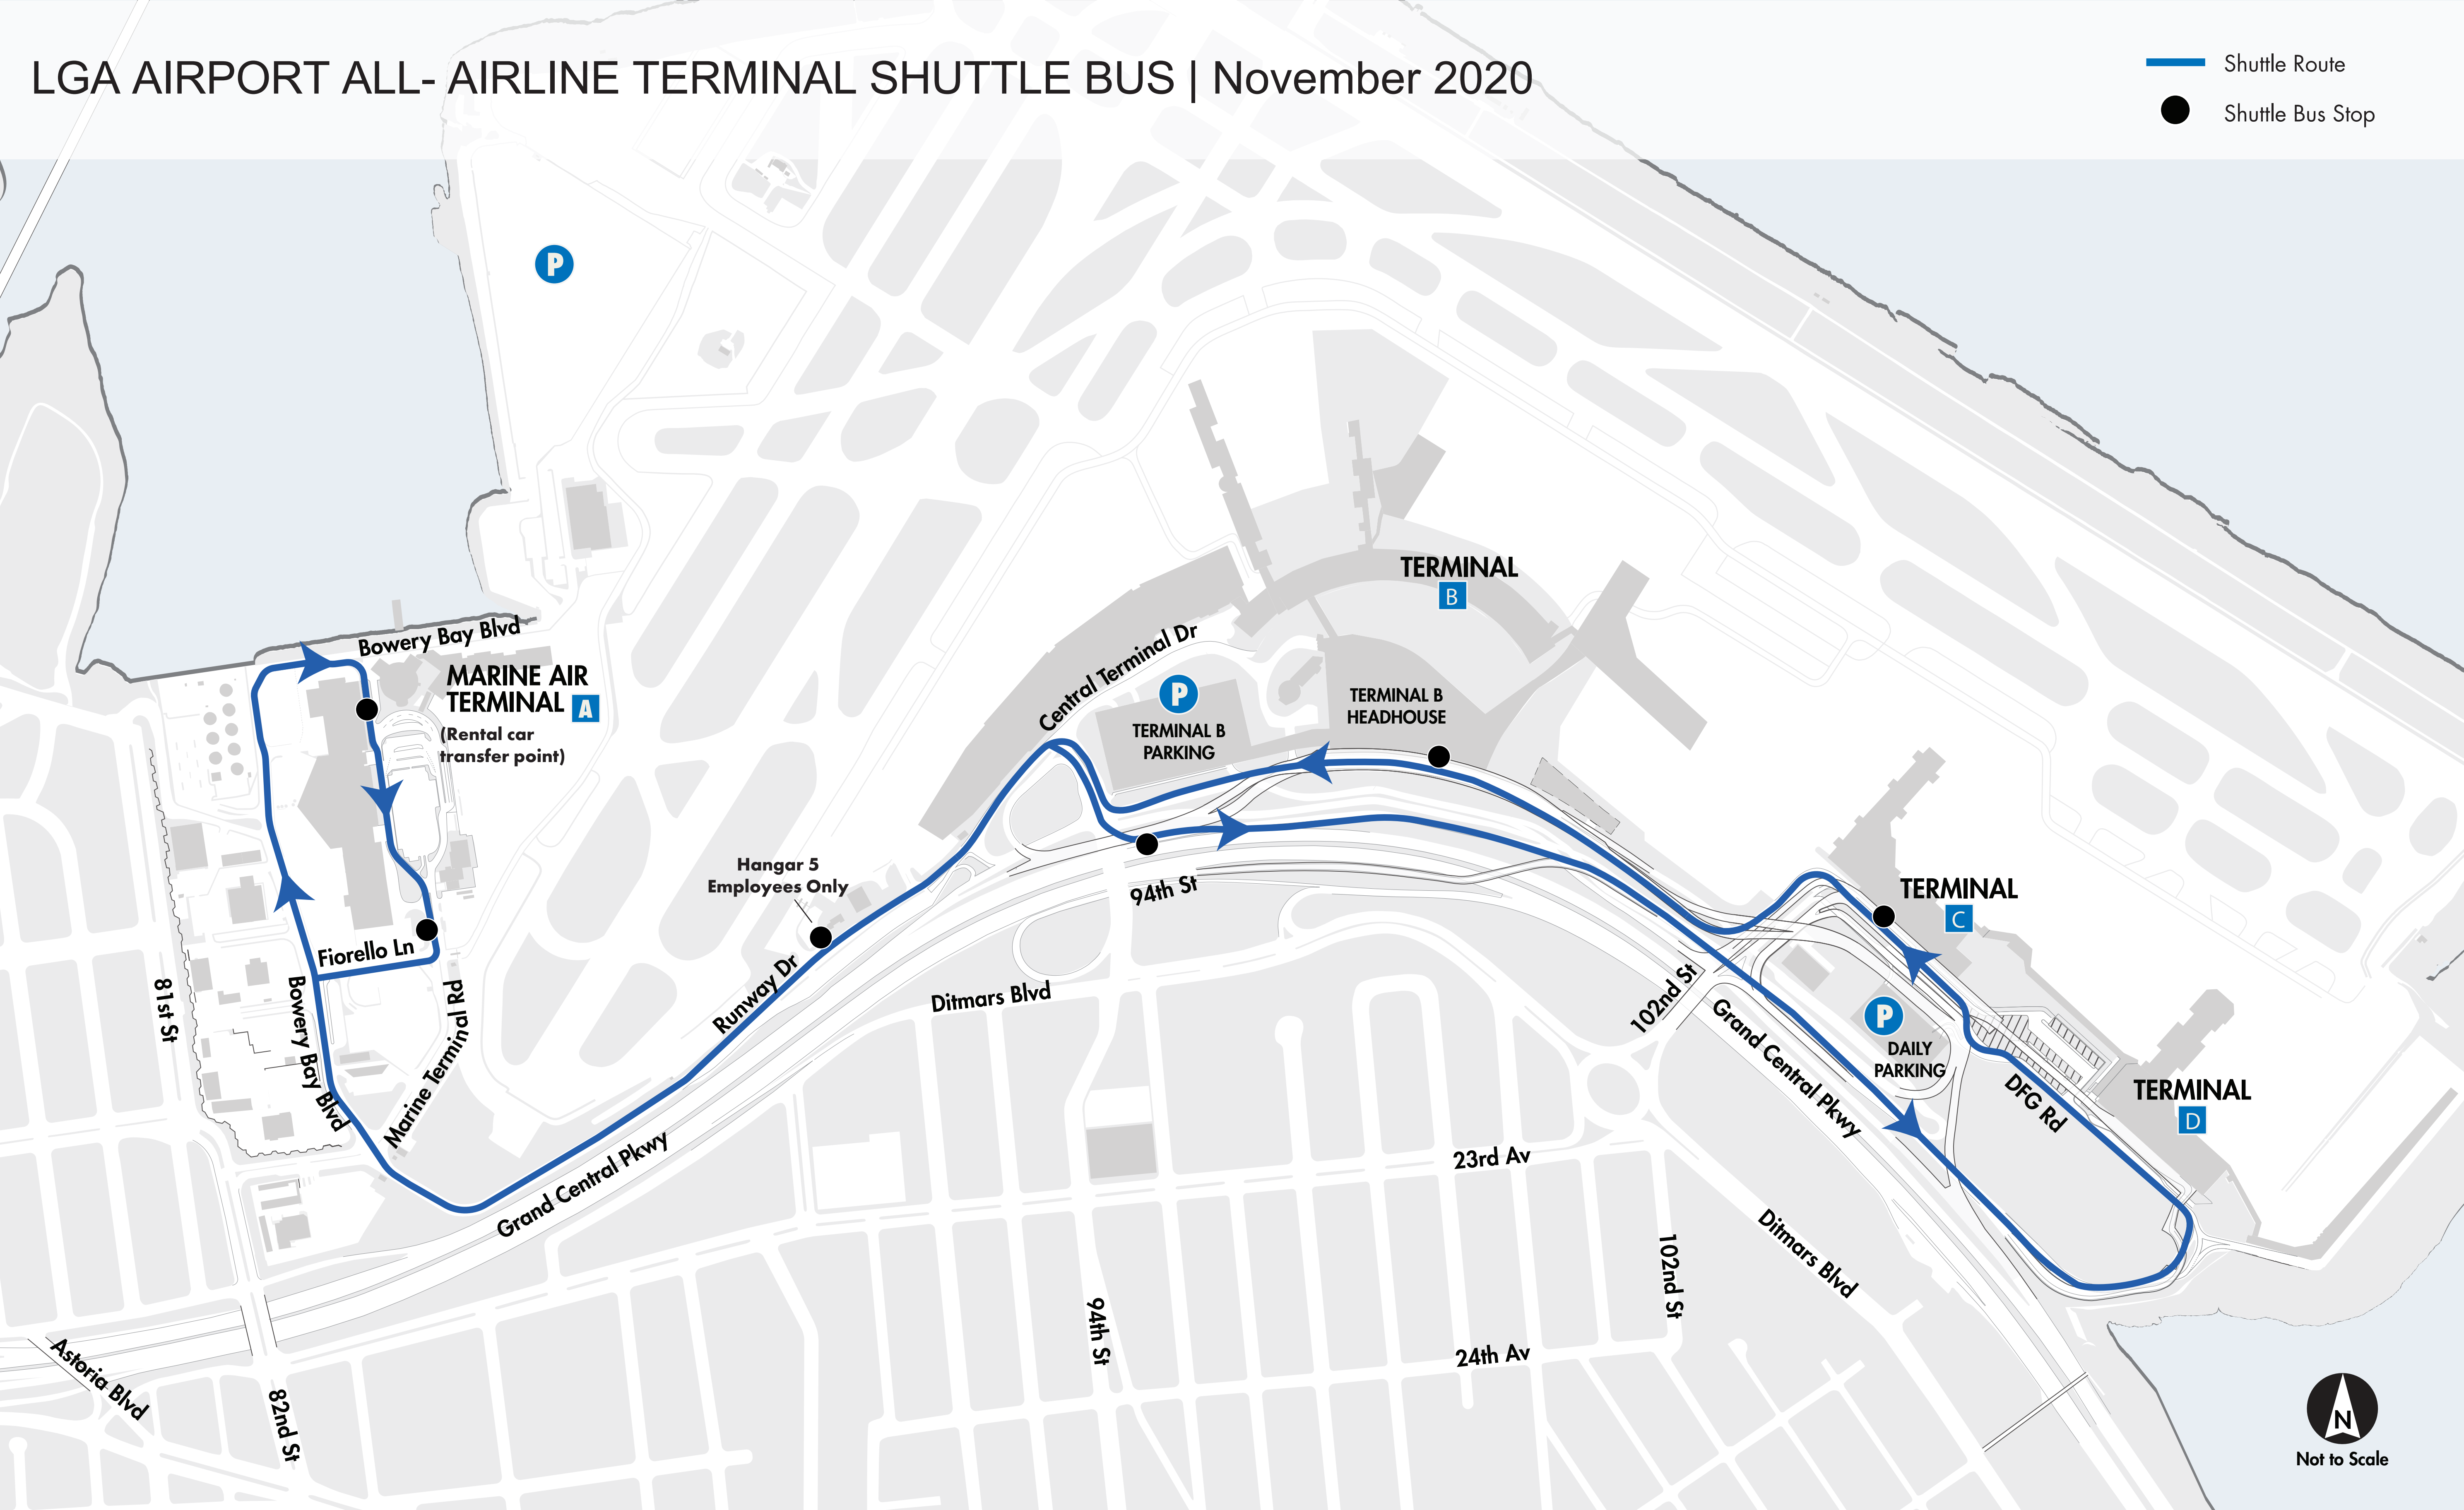 LGA AIRPORT ALL- AIRLINE TERMINAL SHUTTLE BUS | November 2020
Shuttle Route
Shuttle Bus Stop
P
TERMINAL
B
Bowery Bay Blvd
MARINE AIR
TERMINAL A
(Rental car
transfer point)
Central Terminal Dr
P
TERMINAL B
PARKING
TERMINAL B
HEADHOUSE
Hangar 5
Employees Only
94th St
TERMINAL
C
Fiorello Ln
Runway Dr
Ditmars Blvd
102nd St
81st St
Bowery Bay Blvd
Marine Terminal Rd
Grand Central Pkwy
P
DAILY
PARKING
DFG Rd
TERMINAL
D
Grand Central Pkwy
23rd Av
Ditmars Blvd
102nd St
94th St
24th Av
Astoria Blvd
82nd St
N
Not to Scale